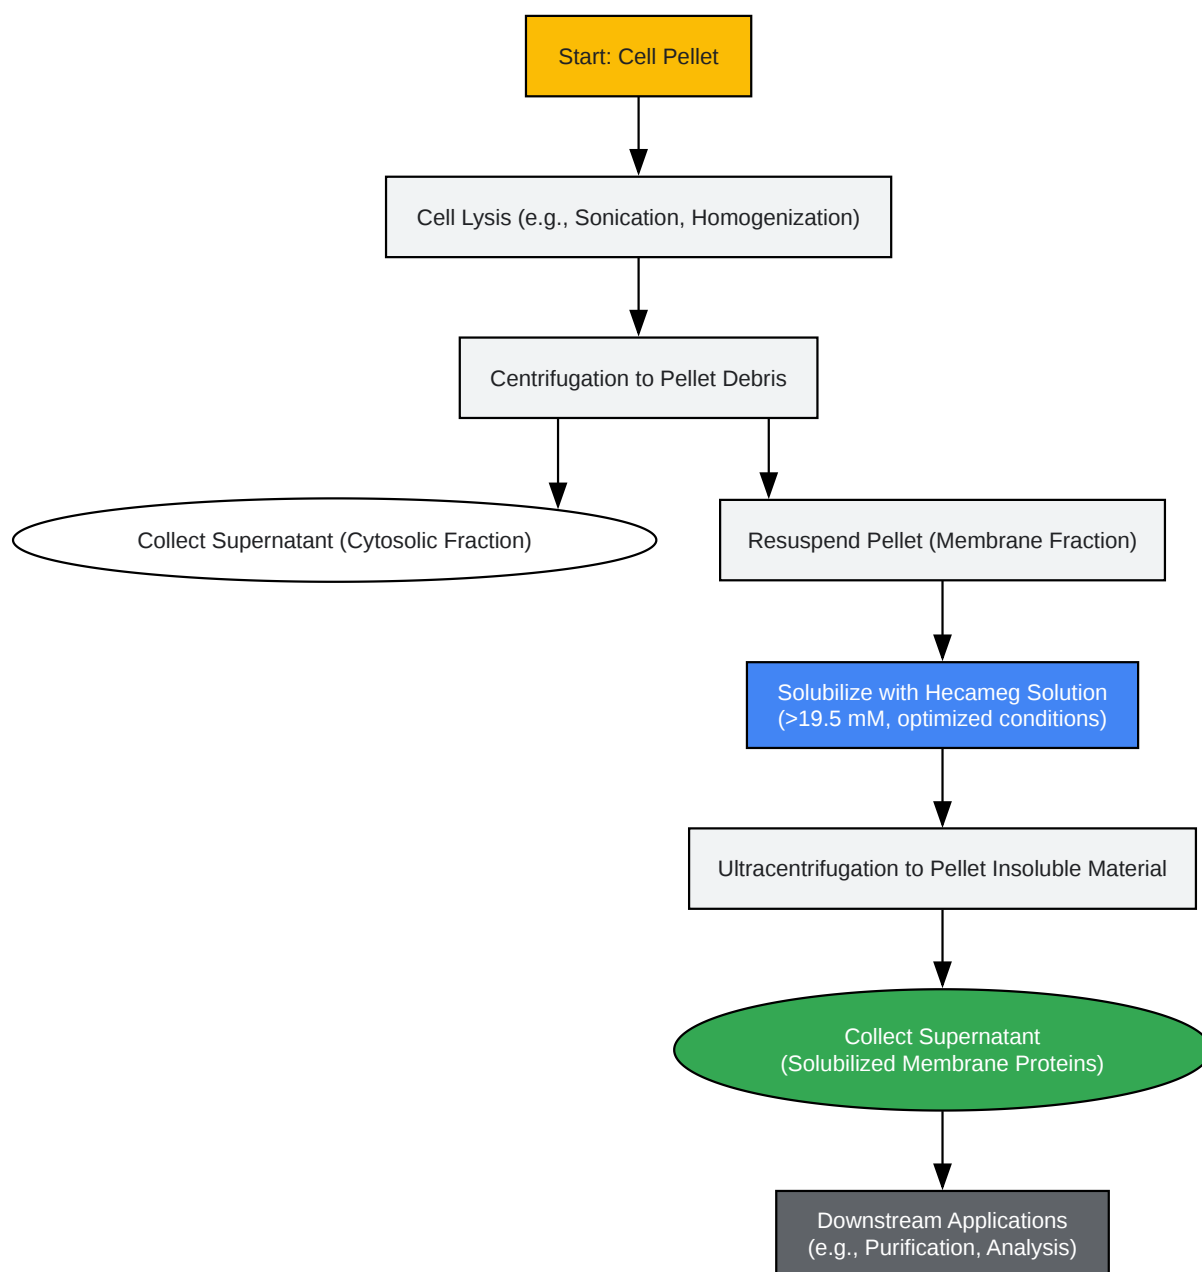 Start: Cell Pellet
Cell Lysis (e.g., Sonication, Homogenization)
Centrifugation to Pellet Debris
Collect Supernatant (Cytosolic Fraction)
Resuspend Pellet (Membrane Fraction)
Solubilize with Hecameg Solution
(>19.5 mM, optimized conditions)
Ultracentrifugation to Pellet Insoluble Material
Collect Supernatant
(Solubilized Membrane Proteins)
Downstream Applications
(e.g., Purification, Analysis)